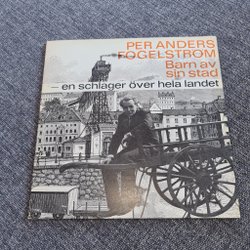 PER ANDERS
FOGELSTRÖM
Barn av
sin stad
– en schlager över hela landet